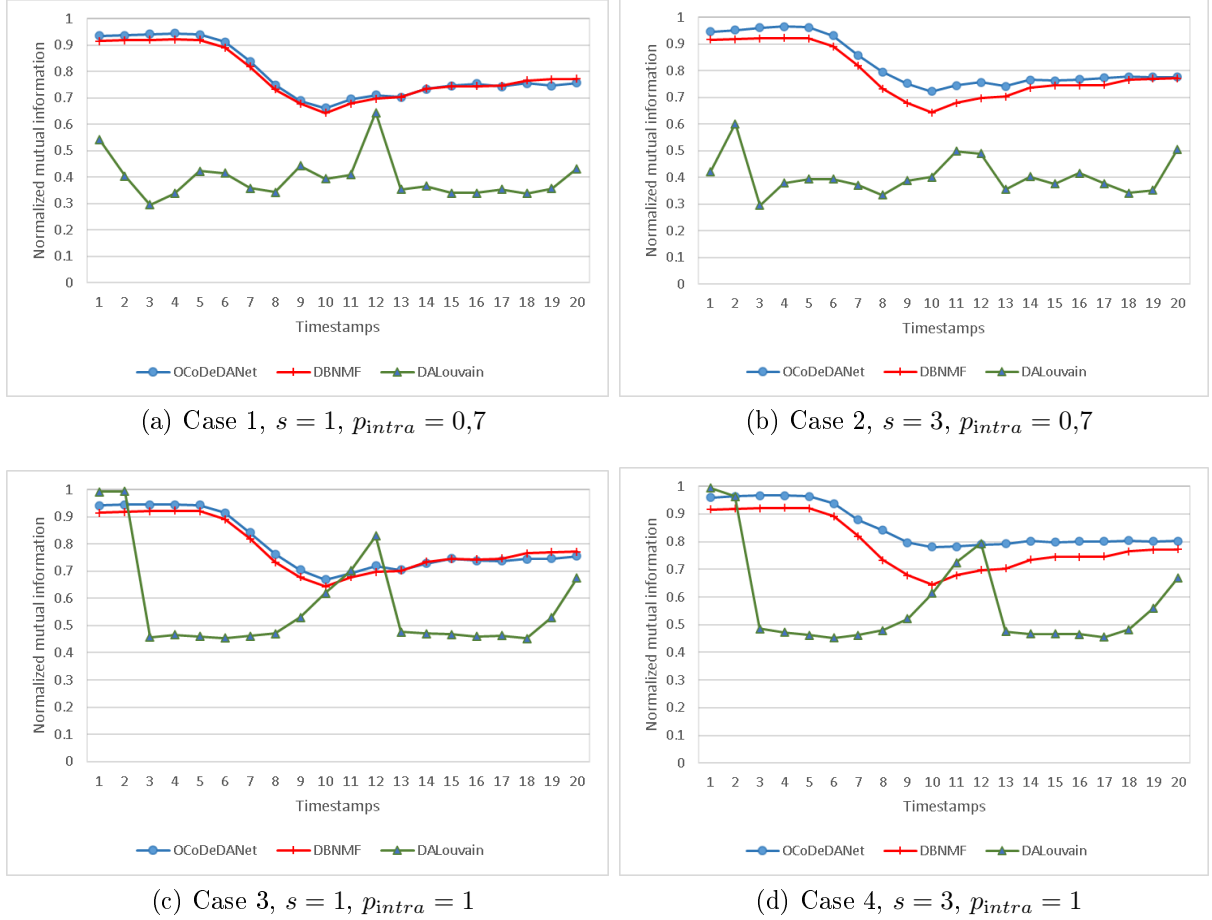 Normalized mutual information
1
0.9
0.8
0.7
0.6
0.5
0.4
0.3
0.2
0.1
0
1 2 3 4 5 6 7 8 9 10 11 12 13 14 15 16 17 18 19 20
Timestamps
OCoDeDANet DBNMF DALouvain
(a) Case 1, s = 1, pintra = 0,7
Normalized mutual information
1
0.9
0.8
0.7
0.6
0.5
0.4
0.3
0.2
0.1
0
1 2 3 4 5 6 7 8 9 10 11 12 13 14 15 16 17 18 19 20
Timestamps
OCoDeDANet DBNMF DALouvain
(b) Case 2, s = 3, pintra = 0,7
Normalized mutual information
1
0.9
0.8
0.7
0.6
0.5
0.4
0.3
0.2
0.1
0
1 2 3 4 5 6 7 8 9 10 11 12 13 14 15 16 17 18 19 20
Timestamps
OCoDeDANet DBNMF DALouvain
(c) Case 3, s = 1, pintra = 1
Normalized mutual information
1
0.9
0.8
0.7
0.6
0.5
0.4
0.3
0.2
0.1
0
1 2 3 4 5 6 7 8 9 10 11 12 13 14 15 16 17 18 19 20
Timestamps
OCoDeDANet DBNMF DALouvain
(d) Case 4, s = 3, pintra = 1